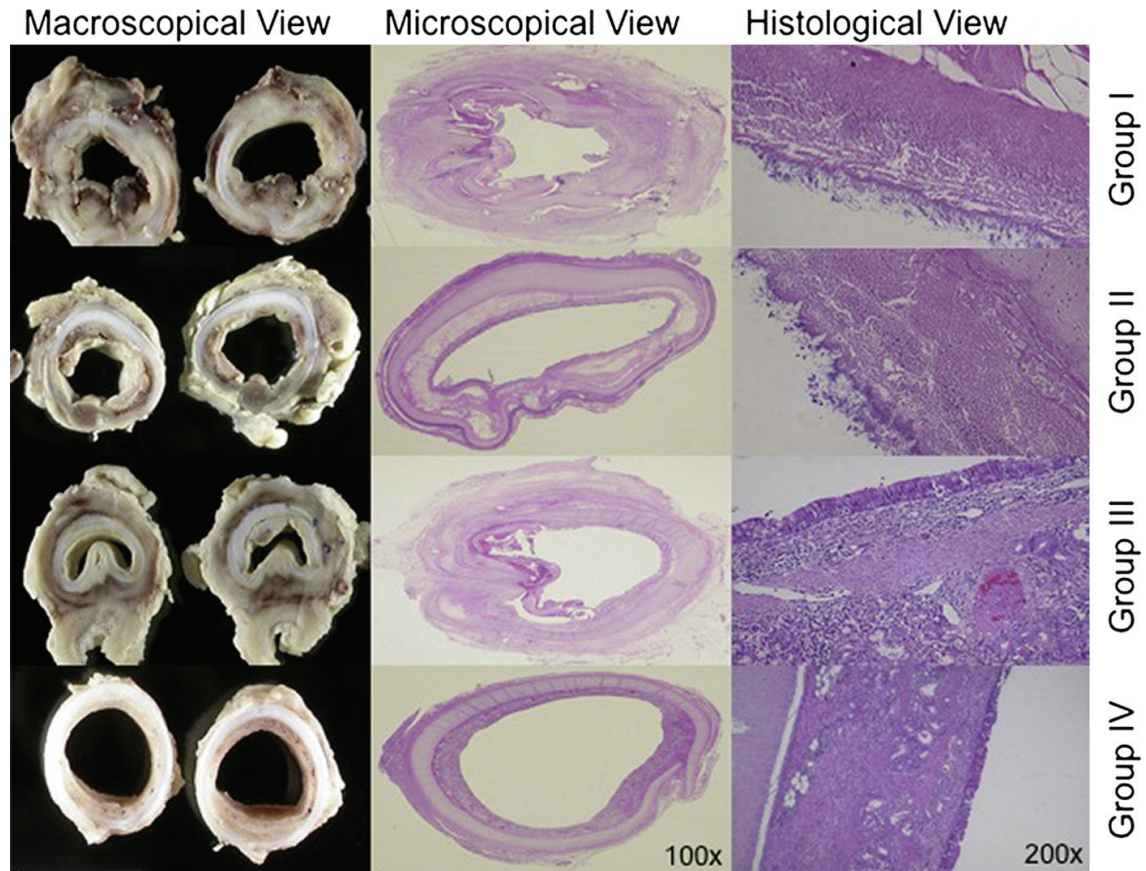 Macroscopical View
Microscopical View
Histological View
Group I
Group II
Group III
Group IV
100x
200x